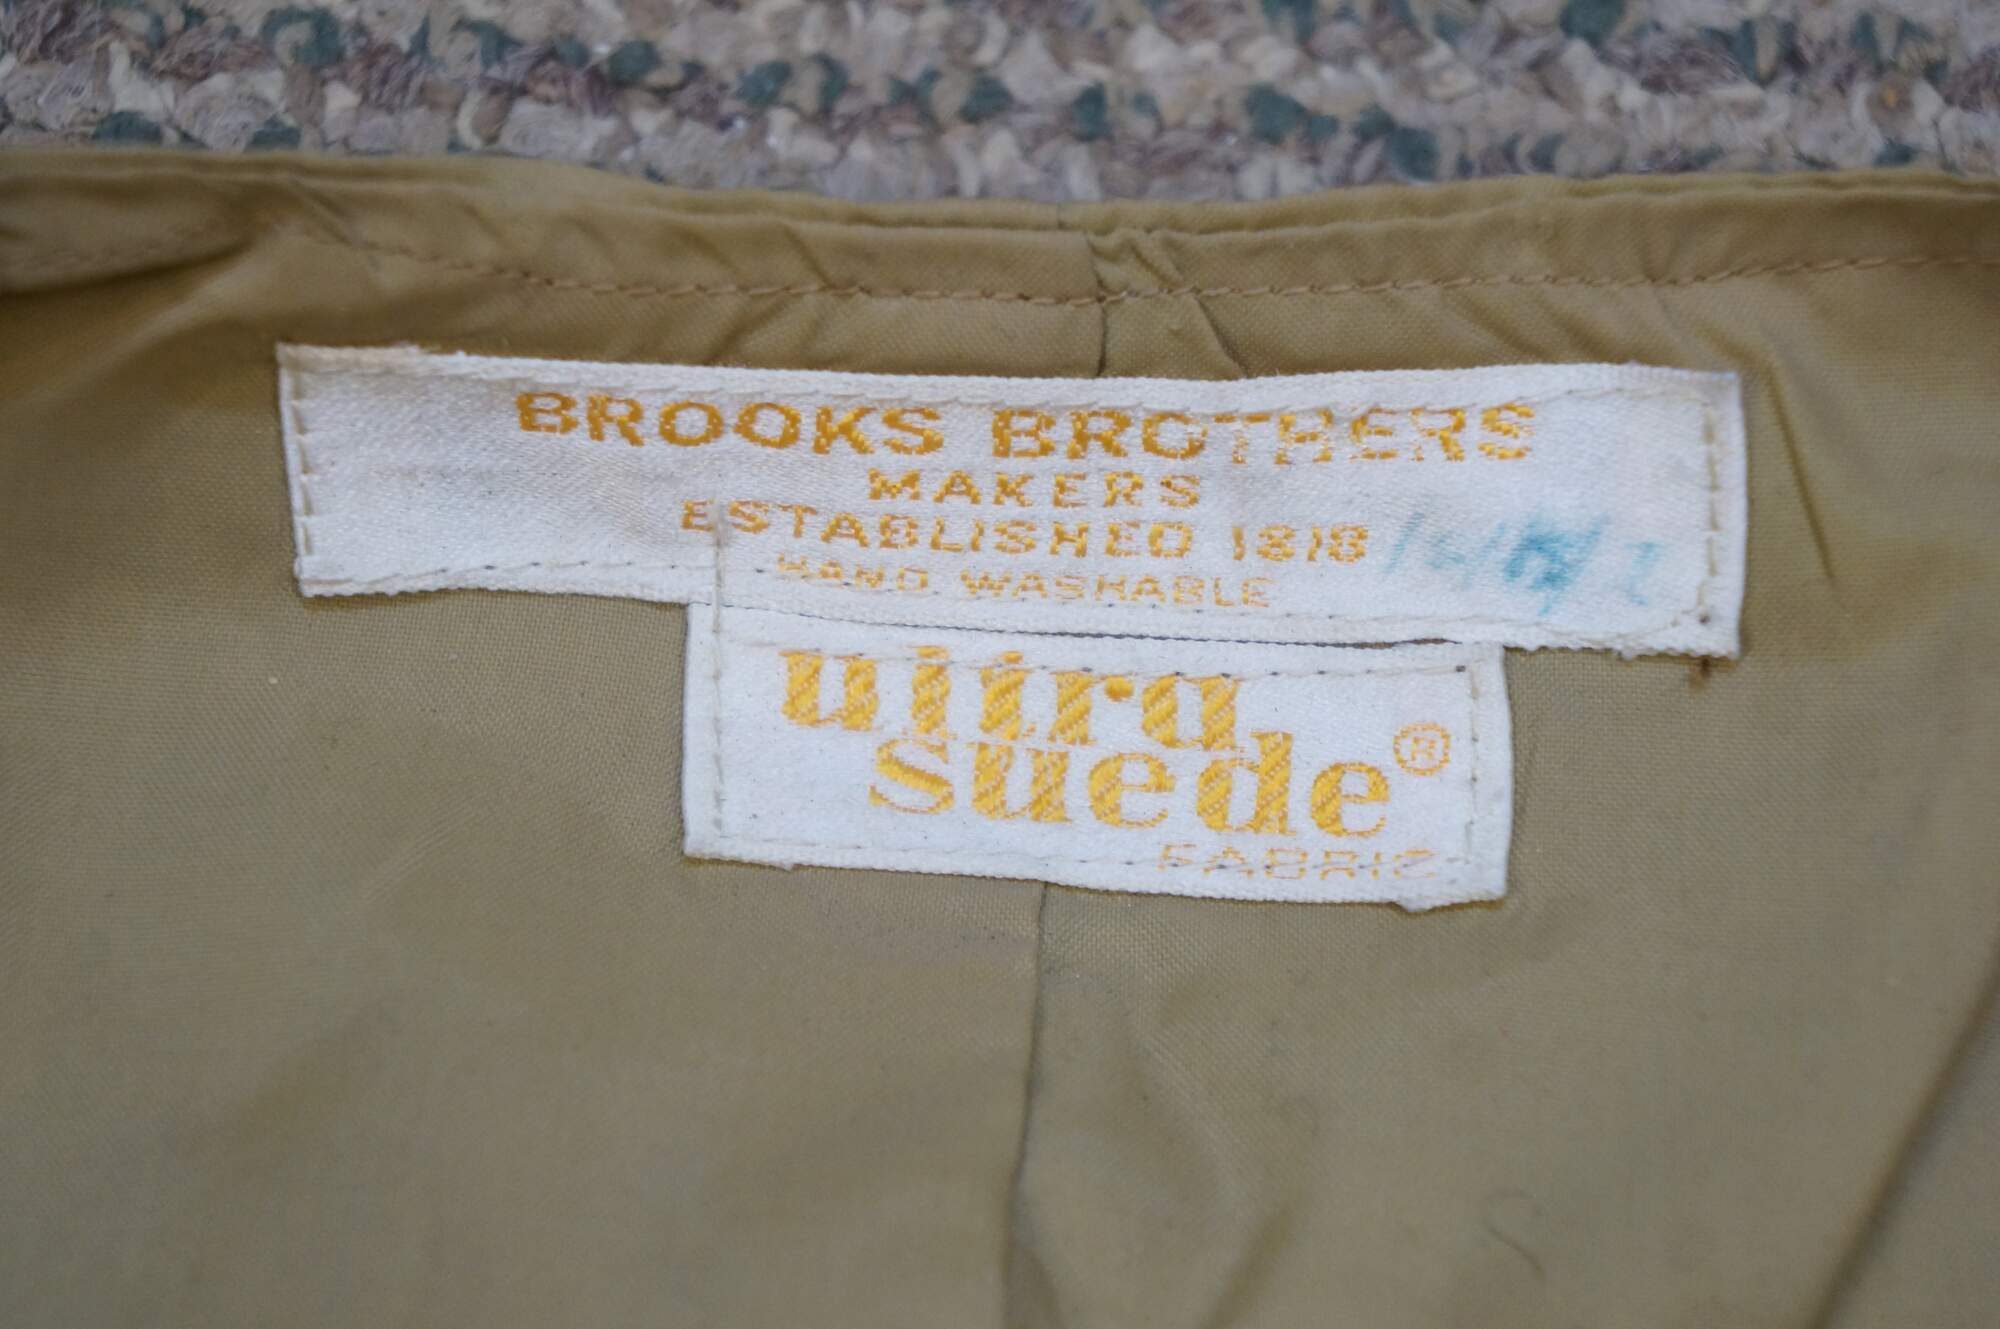 BROOKS BROTHERS
MAKERS
ESTABLISHED 1818
HAND WASHABLE
ultra
suede®
FABRIC